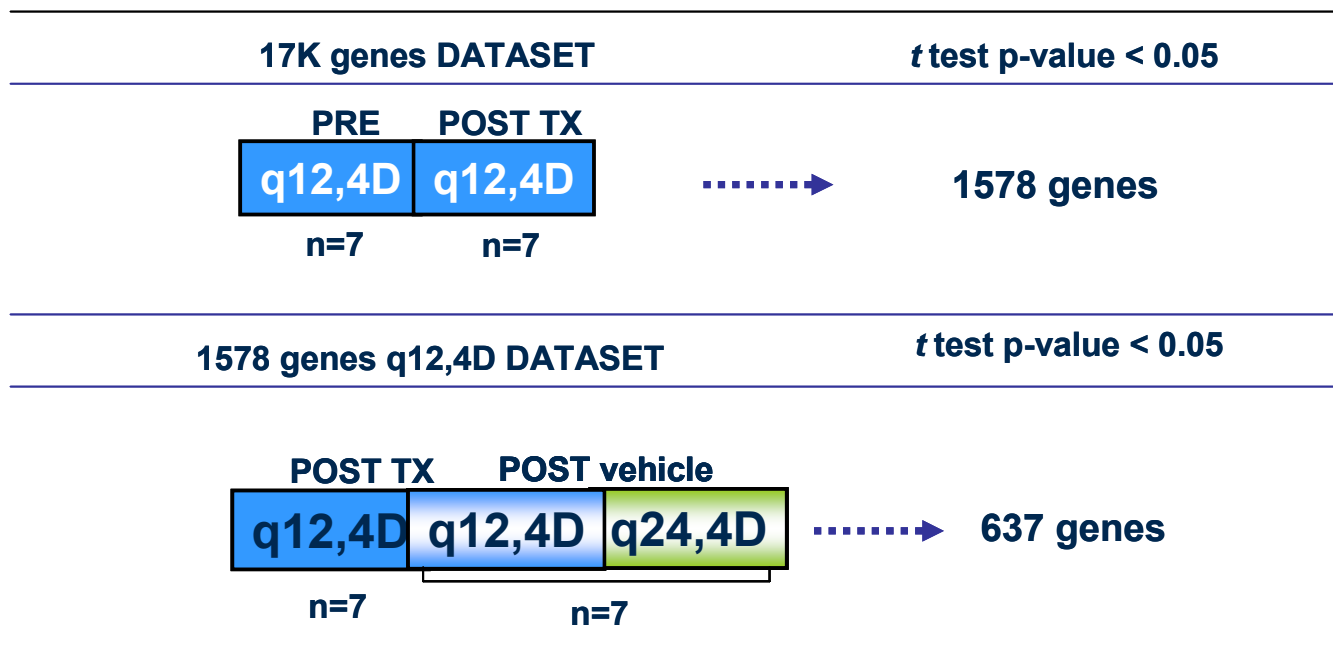 17K genes DATASET t test p-value < 0.05
PRE POST TX
q12,4D q12,4D 1578 genes
n=7 n=7
1578 genes q12,4D DATASET t test p-value < 0.05
POST TX POST vehicle
q12,4D q12,4D q24,4D 637 genes
n=7 n=7